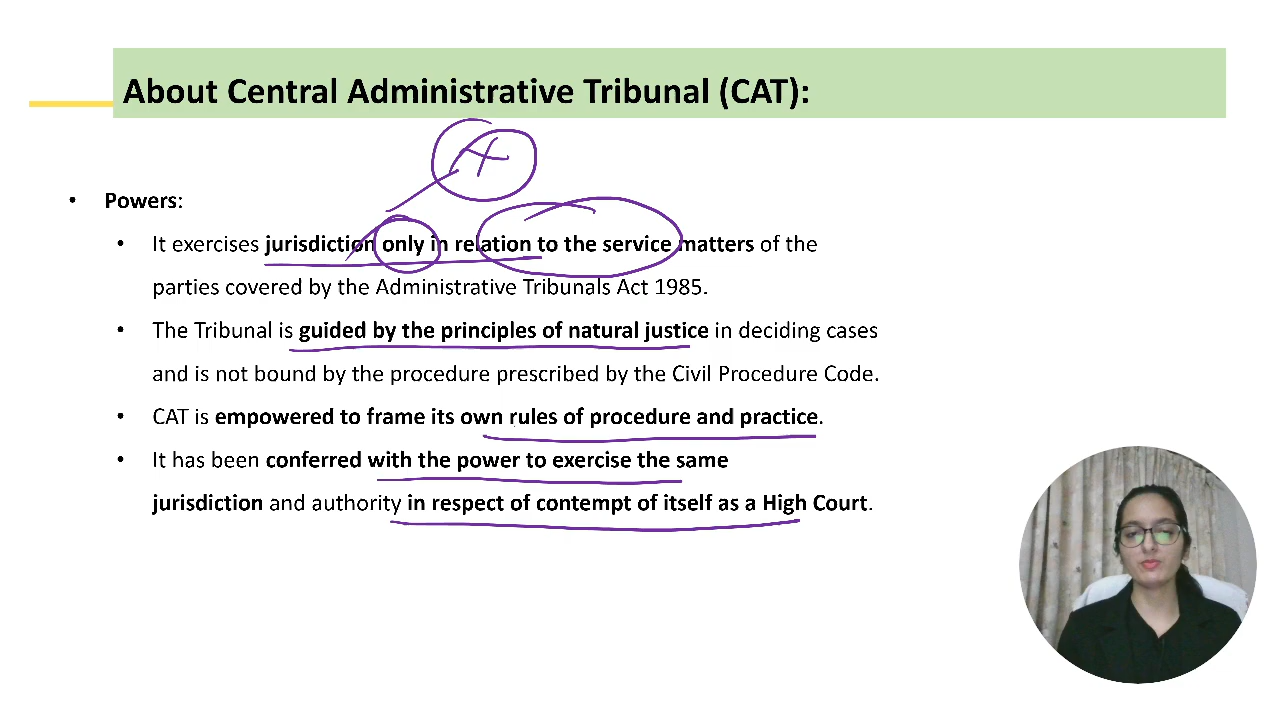 About Central Administrative Tribunal (CAT):
• Powers:
• It exercises jurisdiction only in relation to the service matters of the
parties covered by the Administrative Tribunals Act 1985.
• The Tribunal is guided by the principles of natural justice in deciding cases
and is not bound by the procedure prescribed by the Civil Procedure Code.
• CAT is empowered to frame its own rules of procedure and practice.
• It has been conferred with the power to exercise the same
jurisdiction and authority in respect of contempt of itself as a High Court.